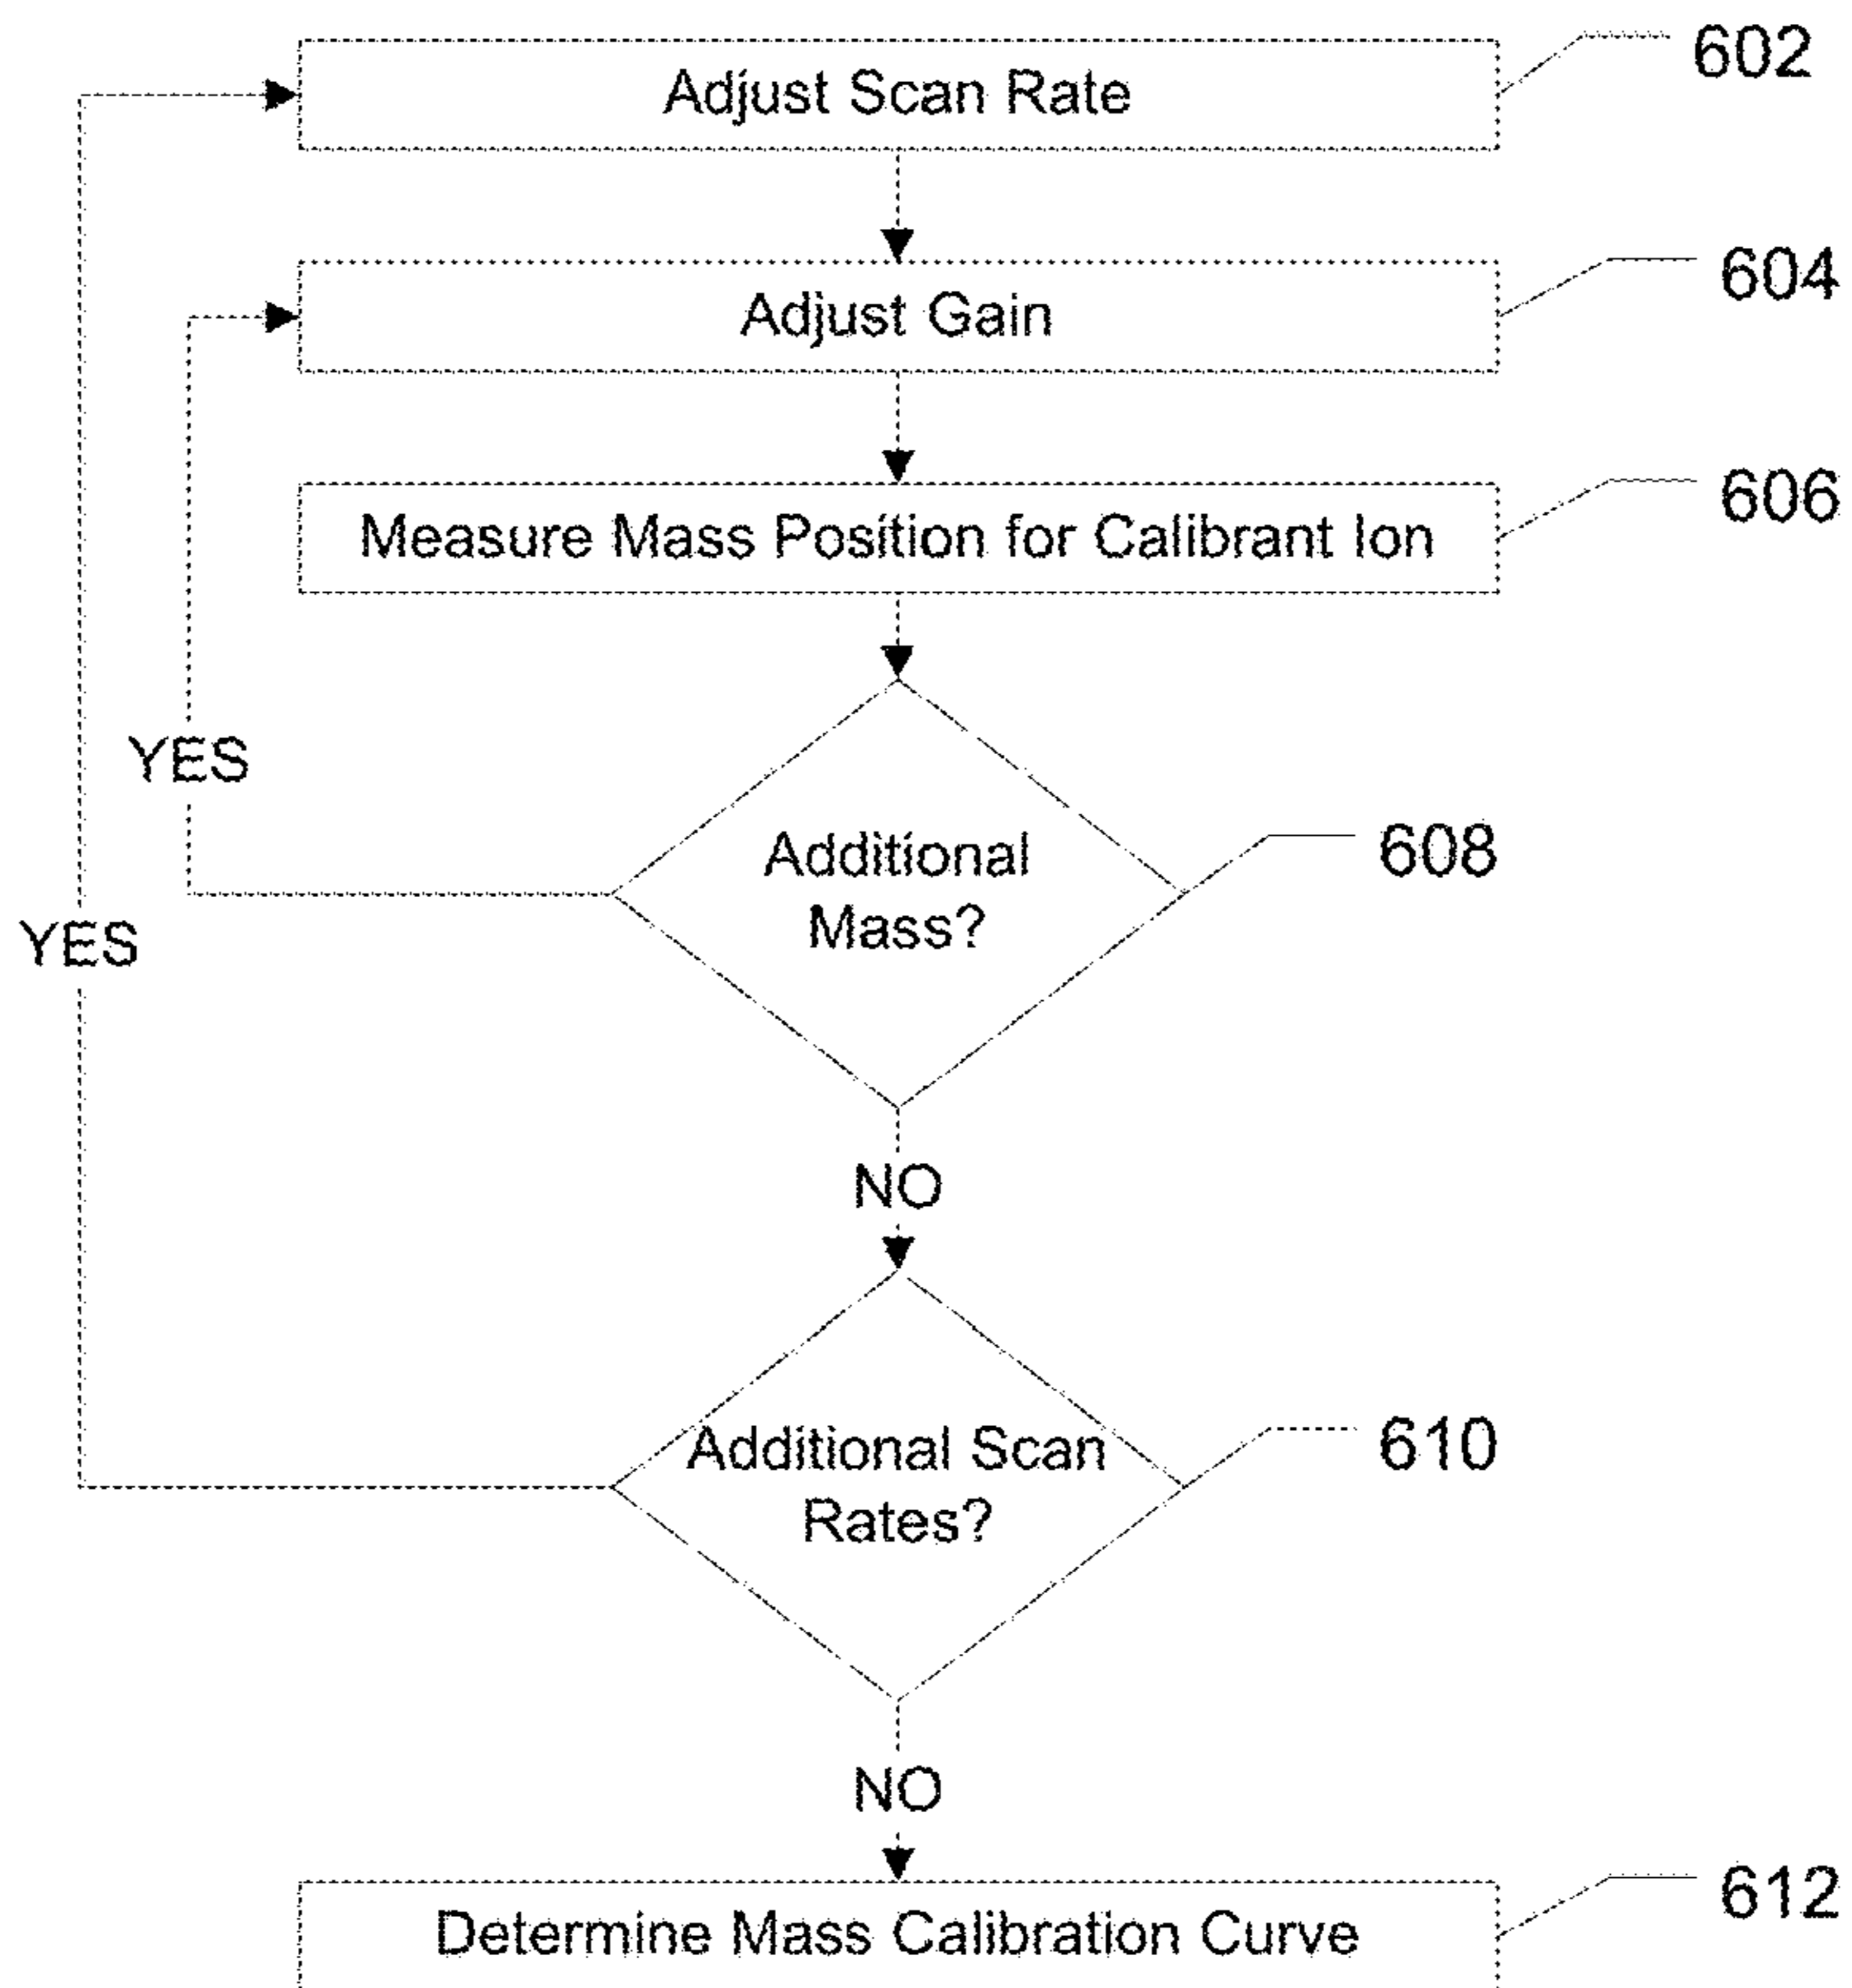 Adjust Scan Rate
602
Adjust Gain
604
Measure Mass Position for Calibrant Ion
606
YES
Additional
Mass?
608
YES
NO
Additional Scan
Rates?
610
NO
Determine Mass Calibration Curve
612